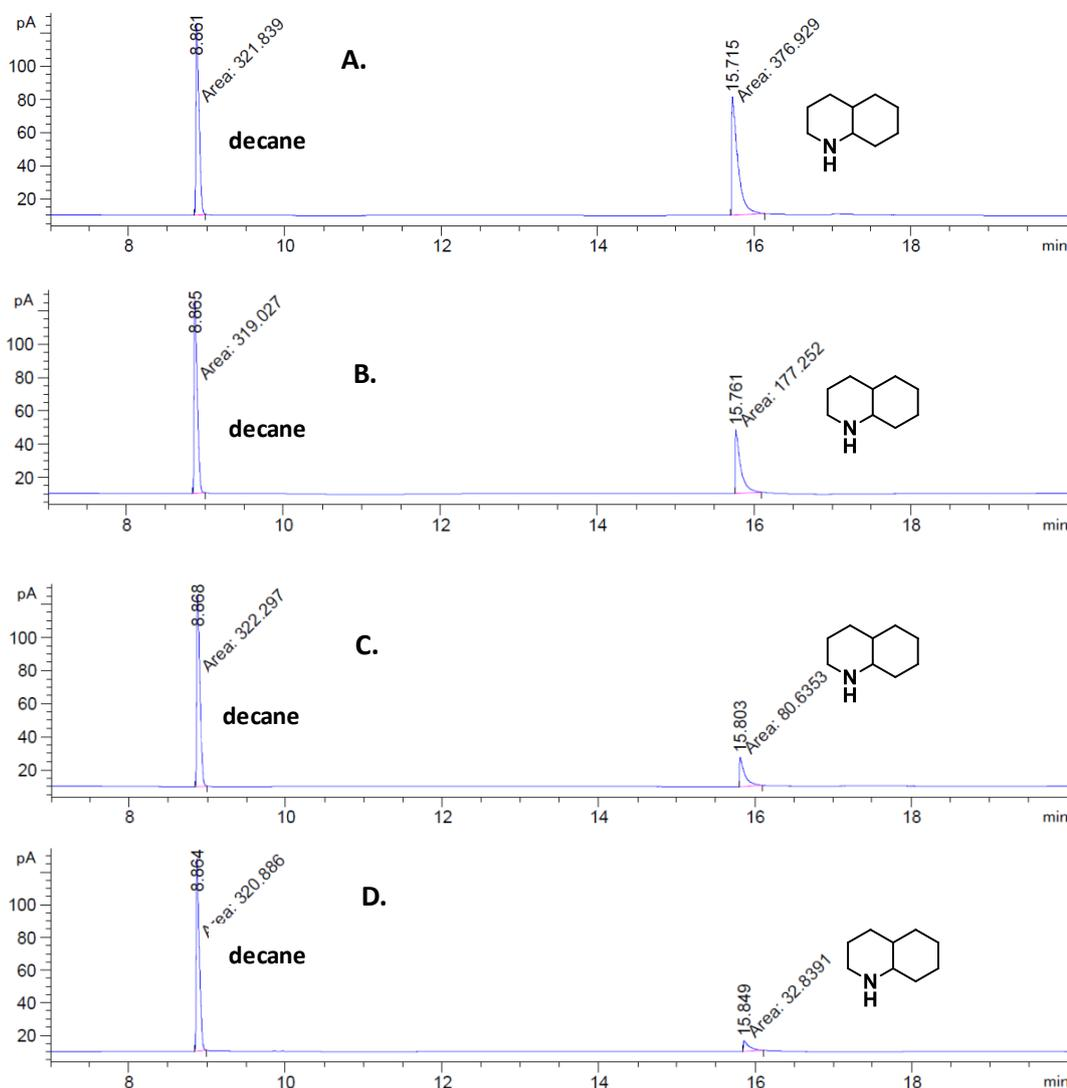 pA
8.861
Area: 321.839
A.
15.715
Area: 376.929
100
80
60
40
20
decane
N
H
8 10 12 14 16 18 min
pA
8.865
Area: 319.027
B.
15.761
Area: 177.252
100
80
60
40
20
decane
N
H
8 10 12 14 16 18 min
pA
8.868
Area: 322.297
C.
15.803
Area: 80.6353
100
80
60
40
20
decane
N
H
8 10 12 14 16 18 min
pA
8.864
Area: 320.886
D.
15.849
Area: 32.8391
100
80
60
40
20
decane
N
H
8 10 12 14 16 18 min